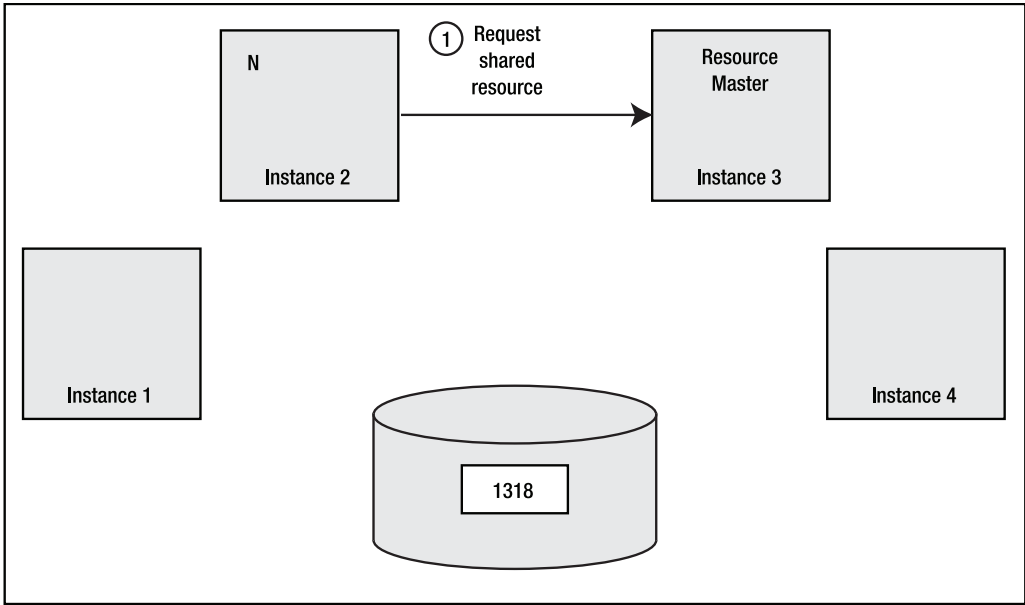 N
Instance 2
1
Request
shared
resource
Resource
Master
Instance 3
Instance 1
Instance 4
1318